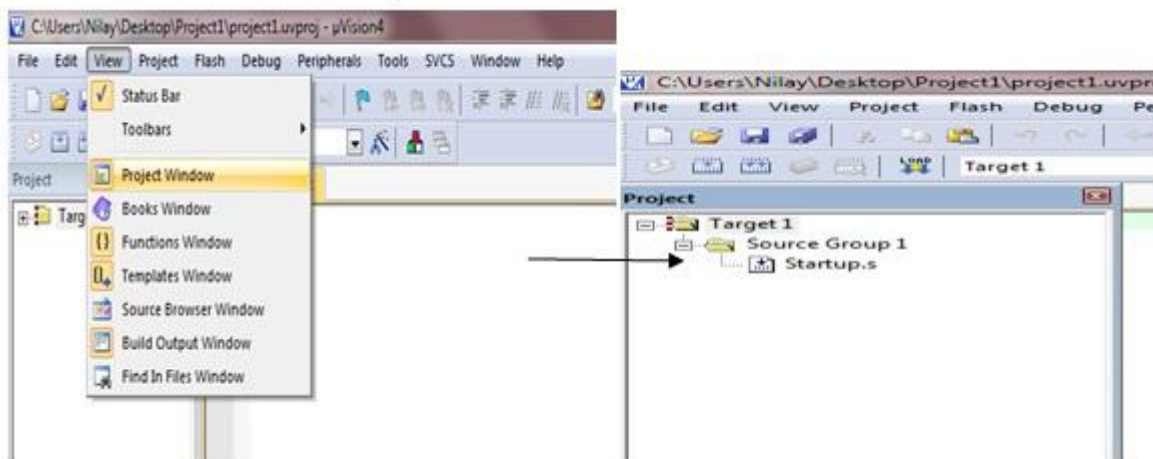 C:\Users\Nilay\Desktop\Project1\project1.uvproj - µVision4
File Edit View Project Flash Debug Peripherals Tools SVCS Window Help
Status Bar
Toolbars
Project
Project Window
Books Window
Targ
Functions Window
Templates Window
Source Browser Window
Build Output Window
Find In Files Window
C:\Users\Nilay\Desktop\Project1\project1.uvpr
File Edit View Project Flash Debug Pe
LOAD Target 1
Project
Target 1
Source Group 1
Startup.s